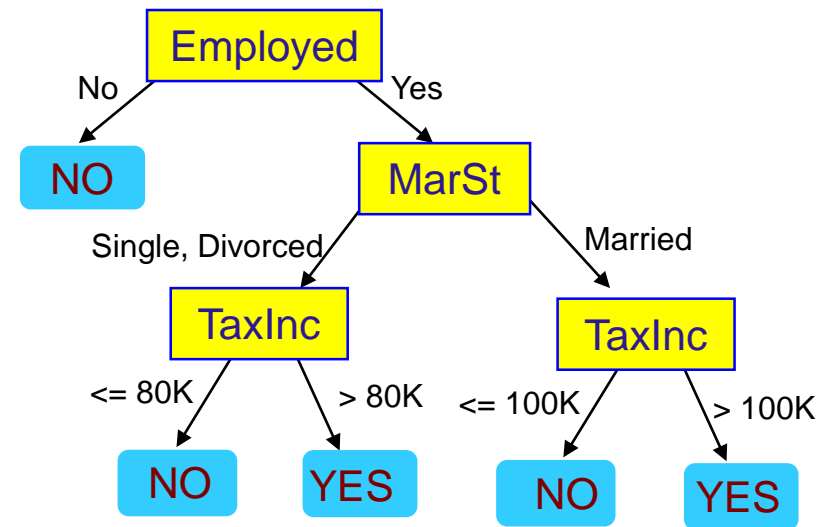 Employed
No
Yes
NO
MarSt
Single, Divorced
Married
TaxInc
TaxInc
<= 80K
> 80K
<= 100K
> 100K
NO
YES
NO
YES